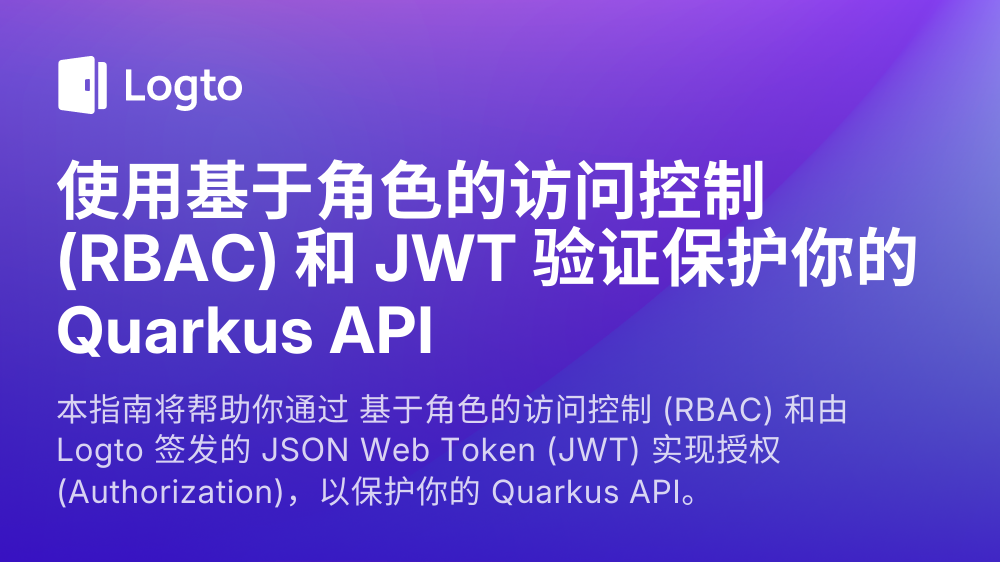 Logto
使用基于角色的访问控制
(RBAC) 和 JWT 验证保护你的
Quarkus API
本指南将帮助你通过 基于角色的访问控制 (RBAC) 和由
Logto 签发的 JSON Web Token (JWT) 实现授权
(Authorization)，以保护你的 Quarkus API。